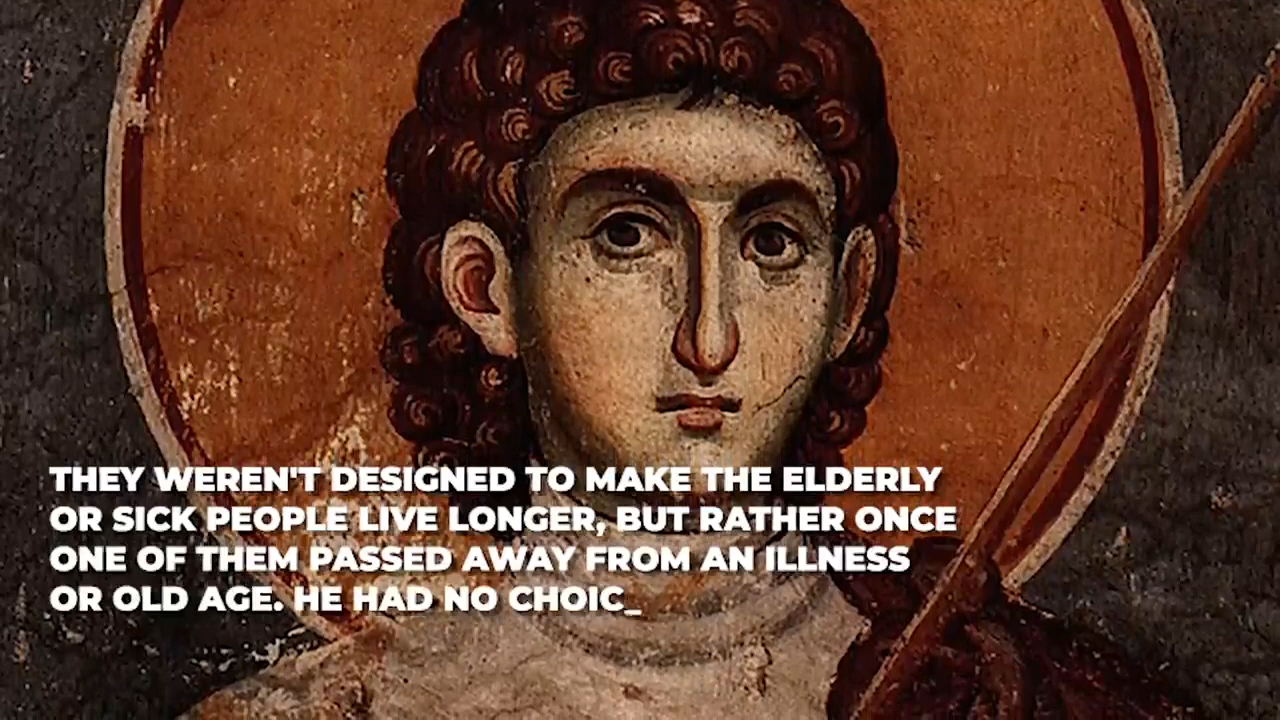 THEY WEREN'T DESIGNED TO MAKE THE ELDERLY
OR SICK PEOPLE LIVE LONGER, BUT RATHER ONCE
ONE OF THEM PASSED AWAY FROM AN ILLNESS
OR OLD AGE. HE HAD NO CHOIC_